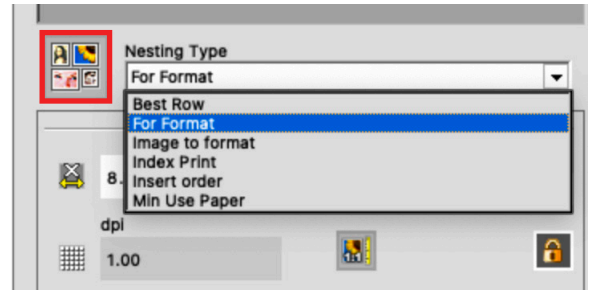 Nesting Type
For Format
Best Row
For Format
Image to format
Index Print
Insert order
Min Use Paper
8.
dpi
1.00